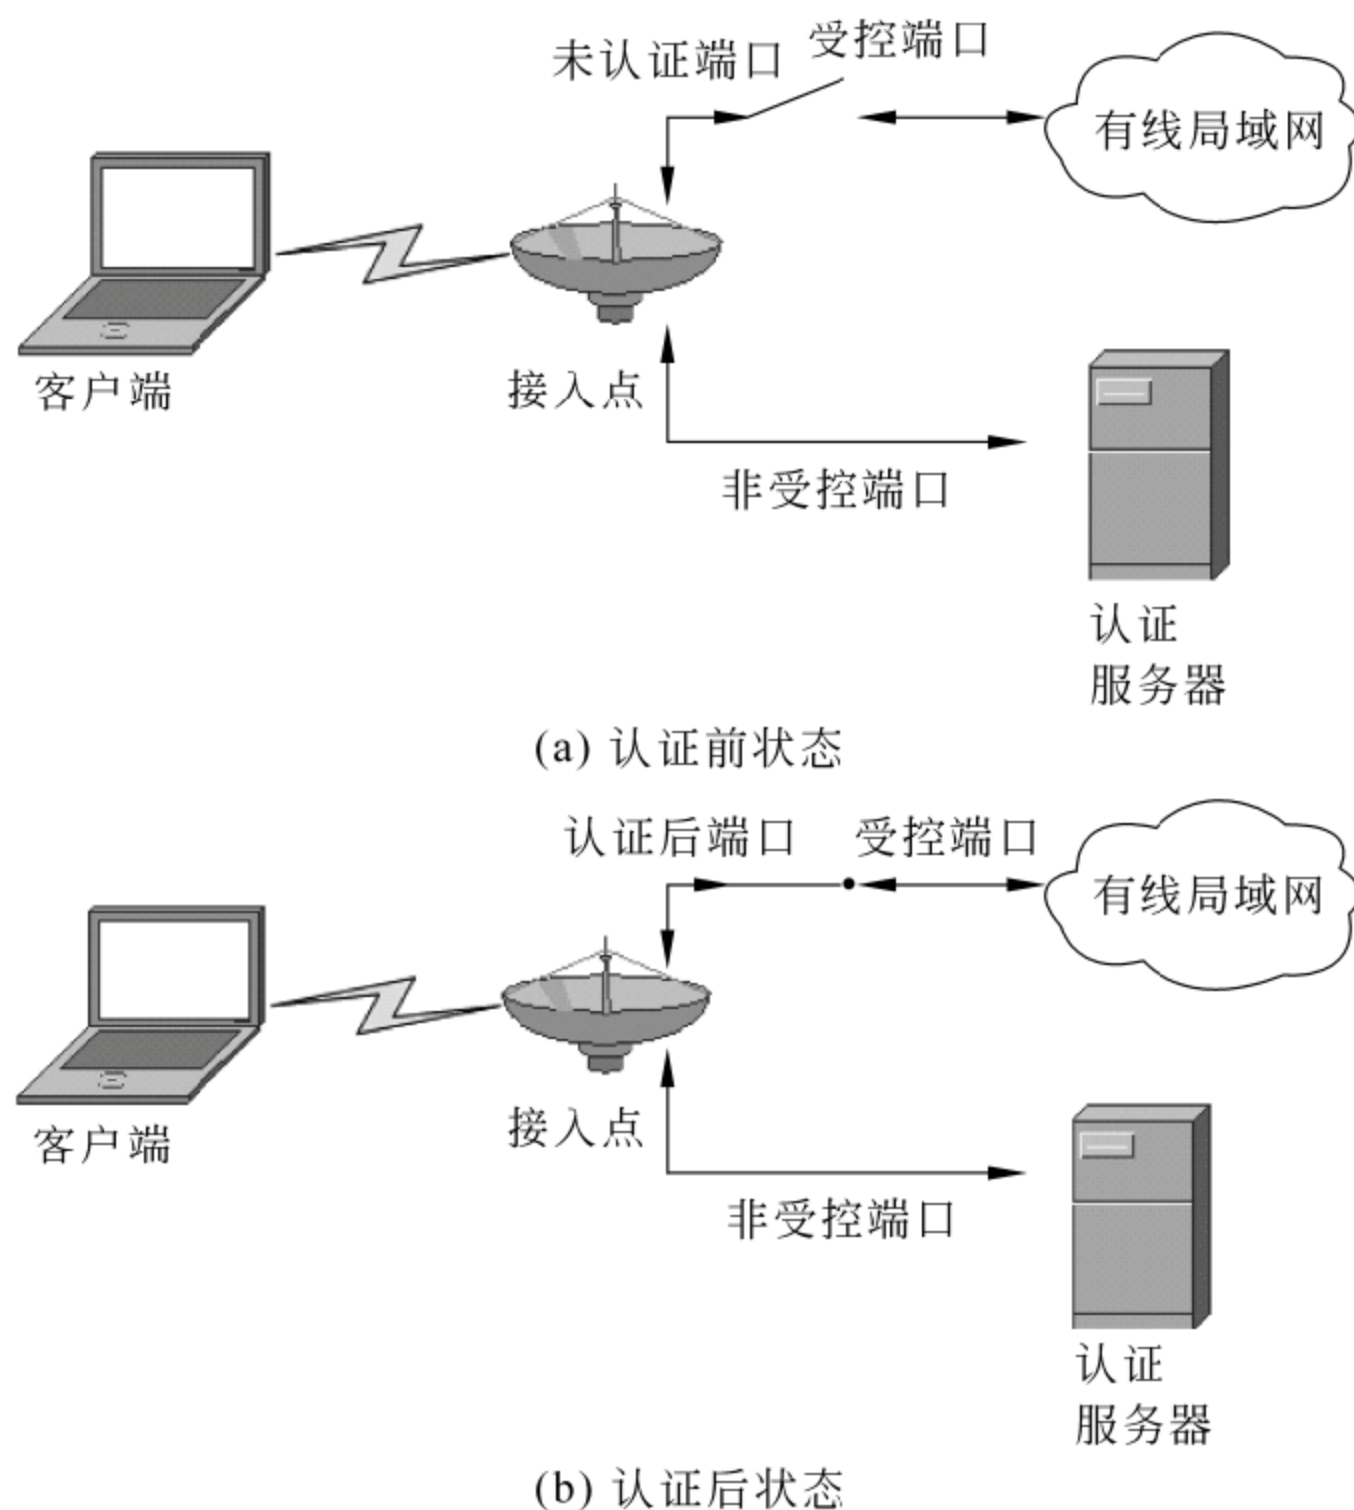 未认证端口
受控端口
有线局域网
客户端
接入点
非受控端口
认证
服务器
(a) 认证前状态
认证后端口
受控端口
有线局域网
客户端
接入点
非受控端口
认证
服务器
(b) 认证后状态